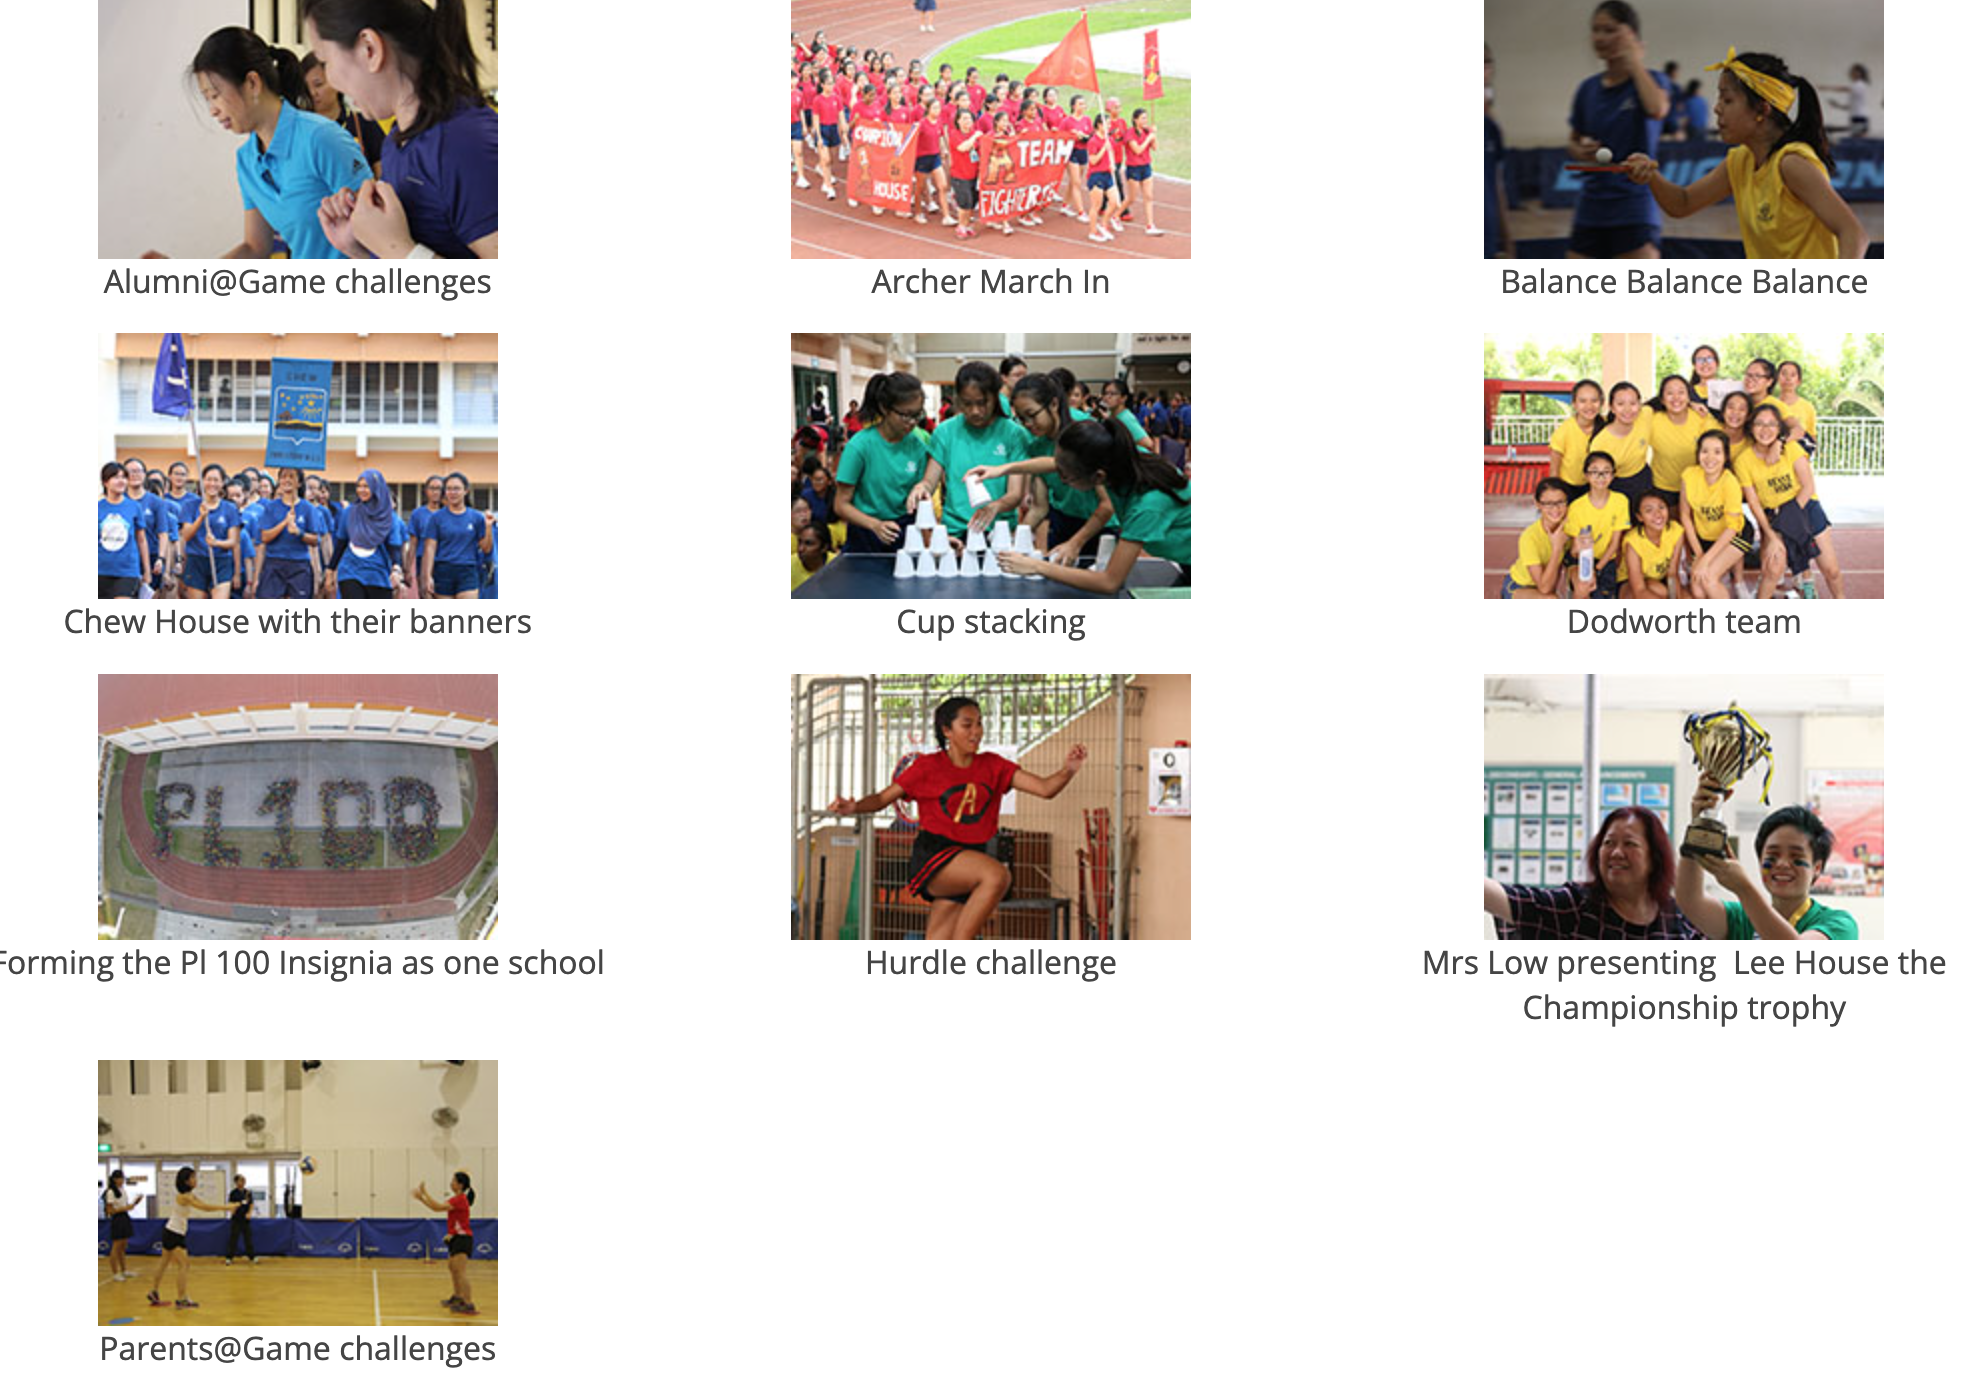 CURTION
HOUSE
A TEAM
FIGHTERS
Alumni@Game challenges
Archer March In
Balance Balance Balance
CHEW
Chew House with their banners
Cup stacking
Dodworth team
PL100
A
Forming the Pl 100 Insignia as one school
Hurdle challenge
Mrs Low presenting  Lee House the
Championship trophy
Parents@Game challenges